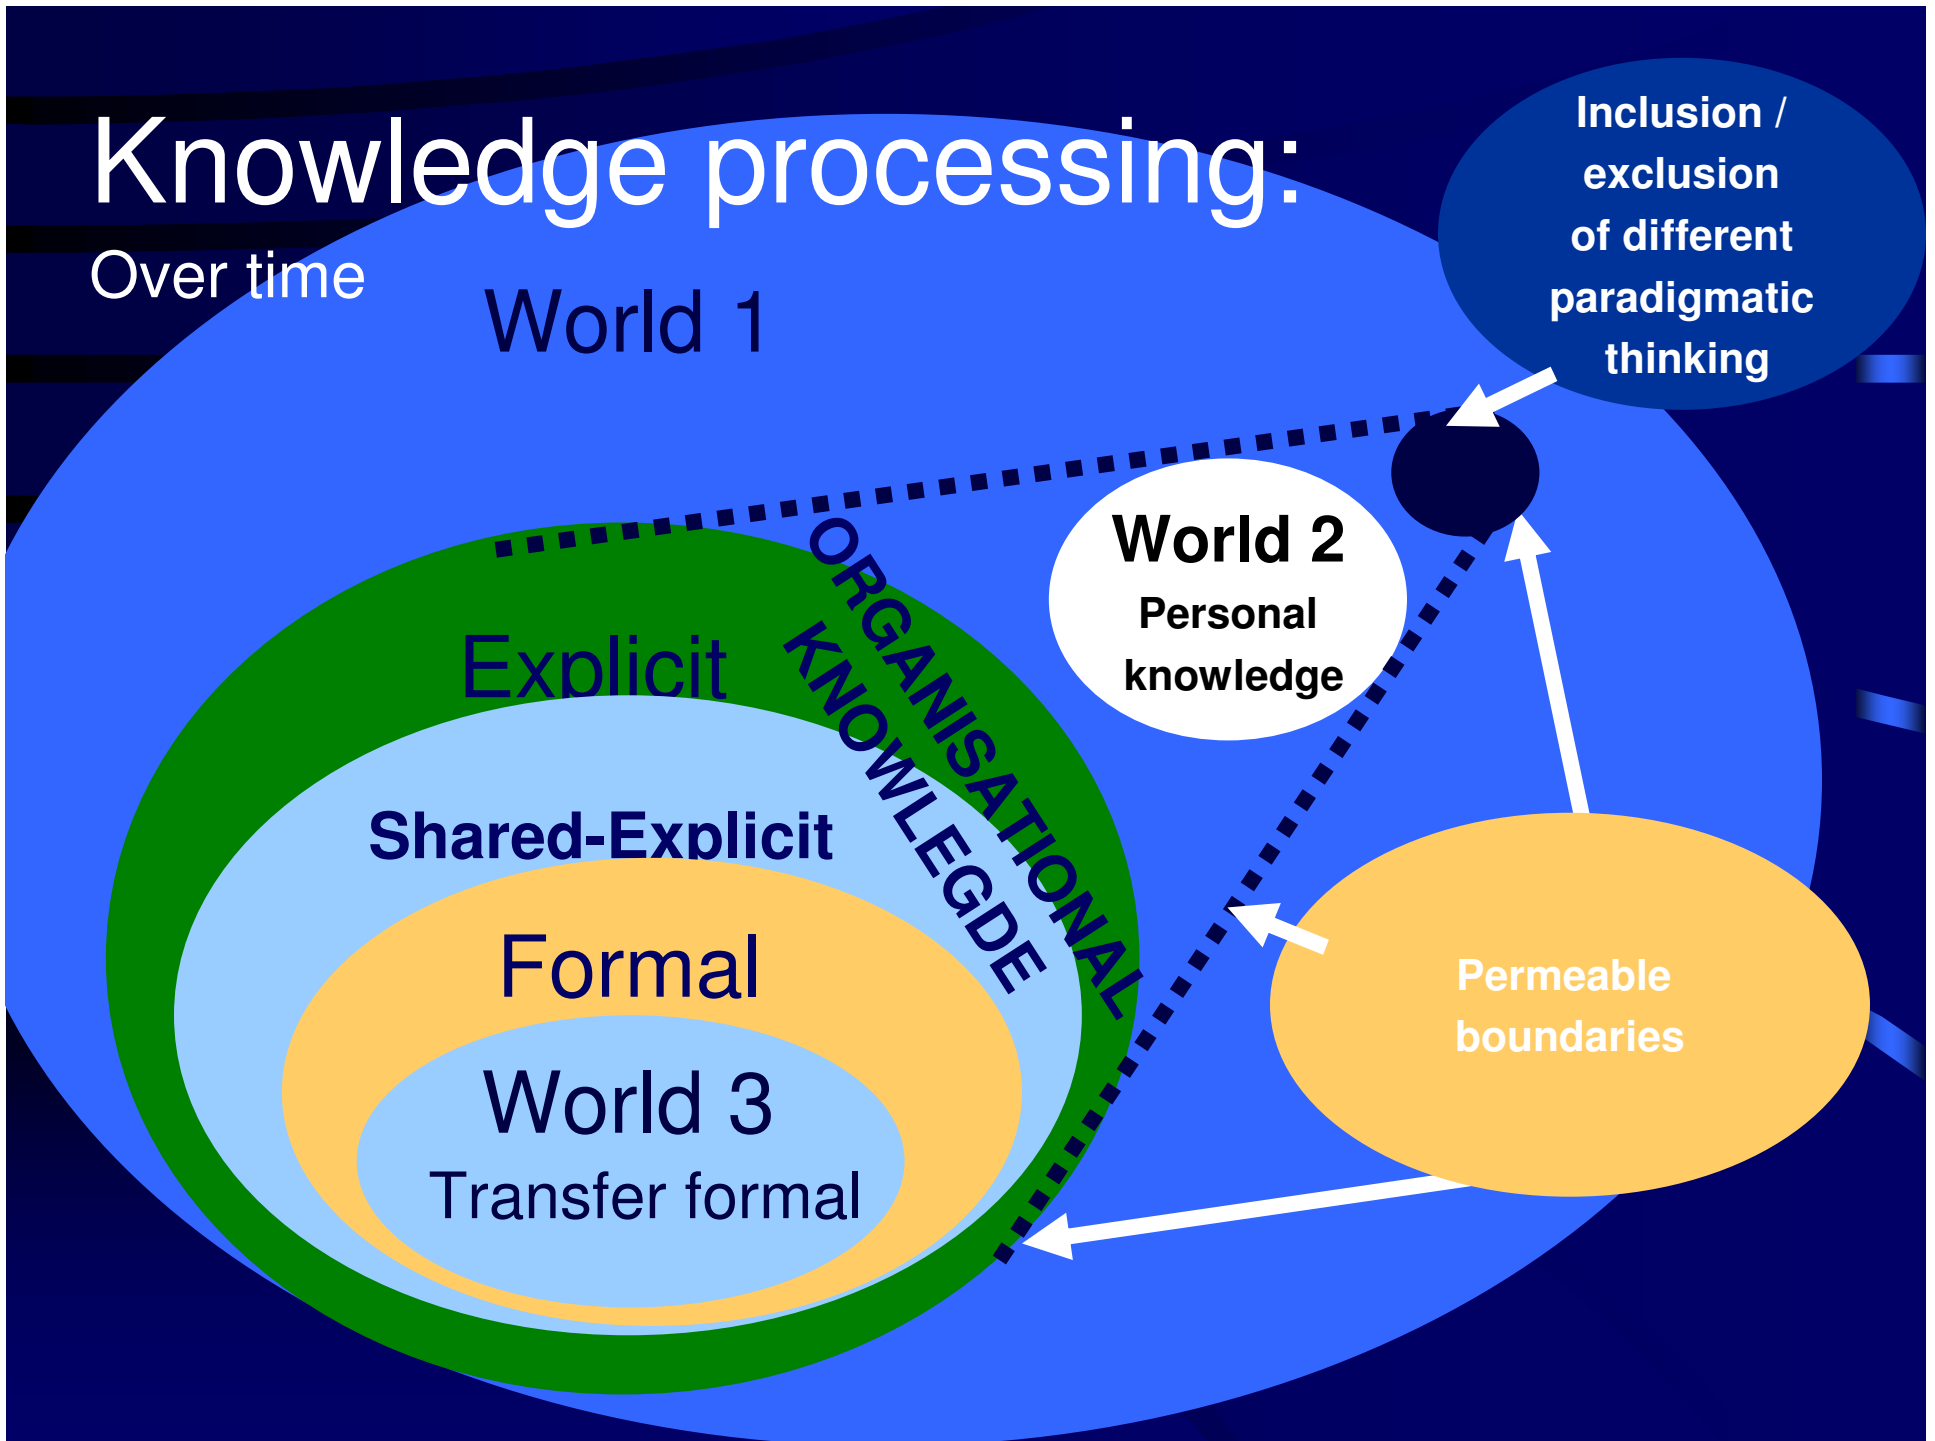 Knowledge processing:
Over time
World 1
Inclusion /
exclusion
of different
paradigmatic
thinking
World 2
Personal
knowledge
ORGANISATIONAL
KNOWLEGDE
Explicit
Shared-Explicit
Formal
World 3
Transfer formal
Permeable
boundaries